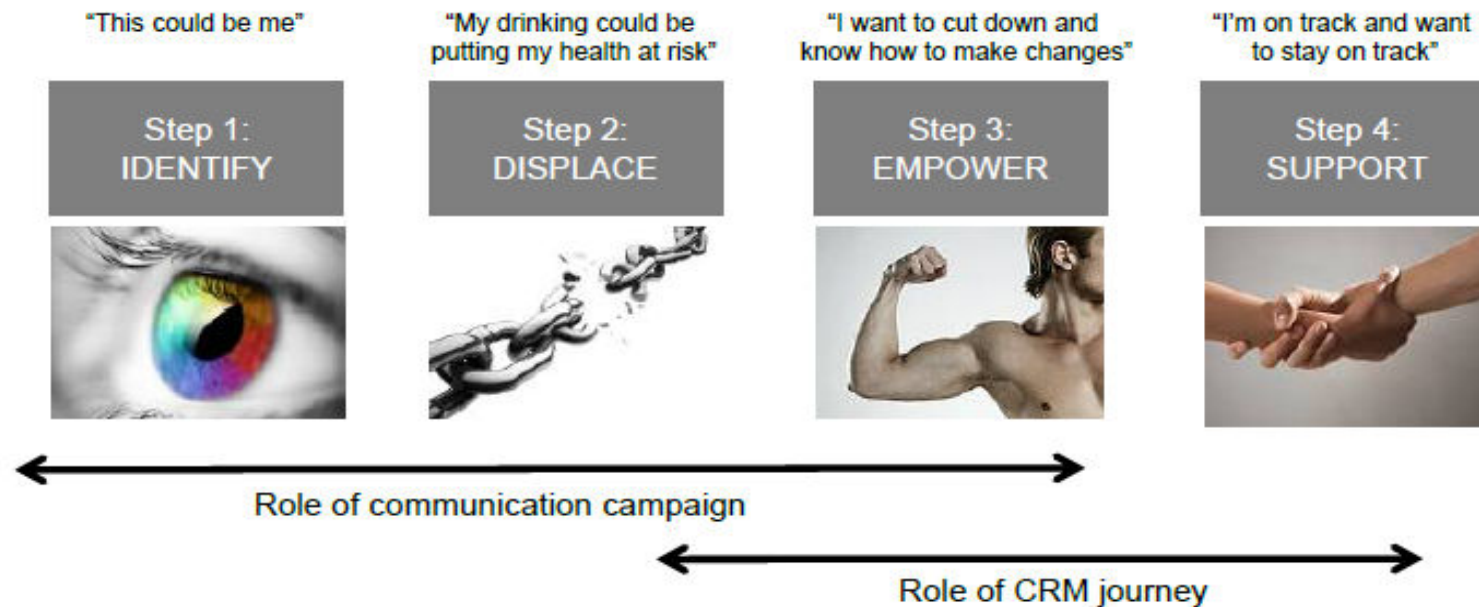 “This could be me”
“My drinking could be
putting my health at risk”
“I want to cut down and
know how to make changes”
“I’m on track and want
to stay on track”
Step 1:
IDENTIFY
Step 2:
DISPLACE
Step 3:
EMPOWER
Step 4:
SUPPORT
Role of communication campaign
Role of CRM journey